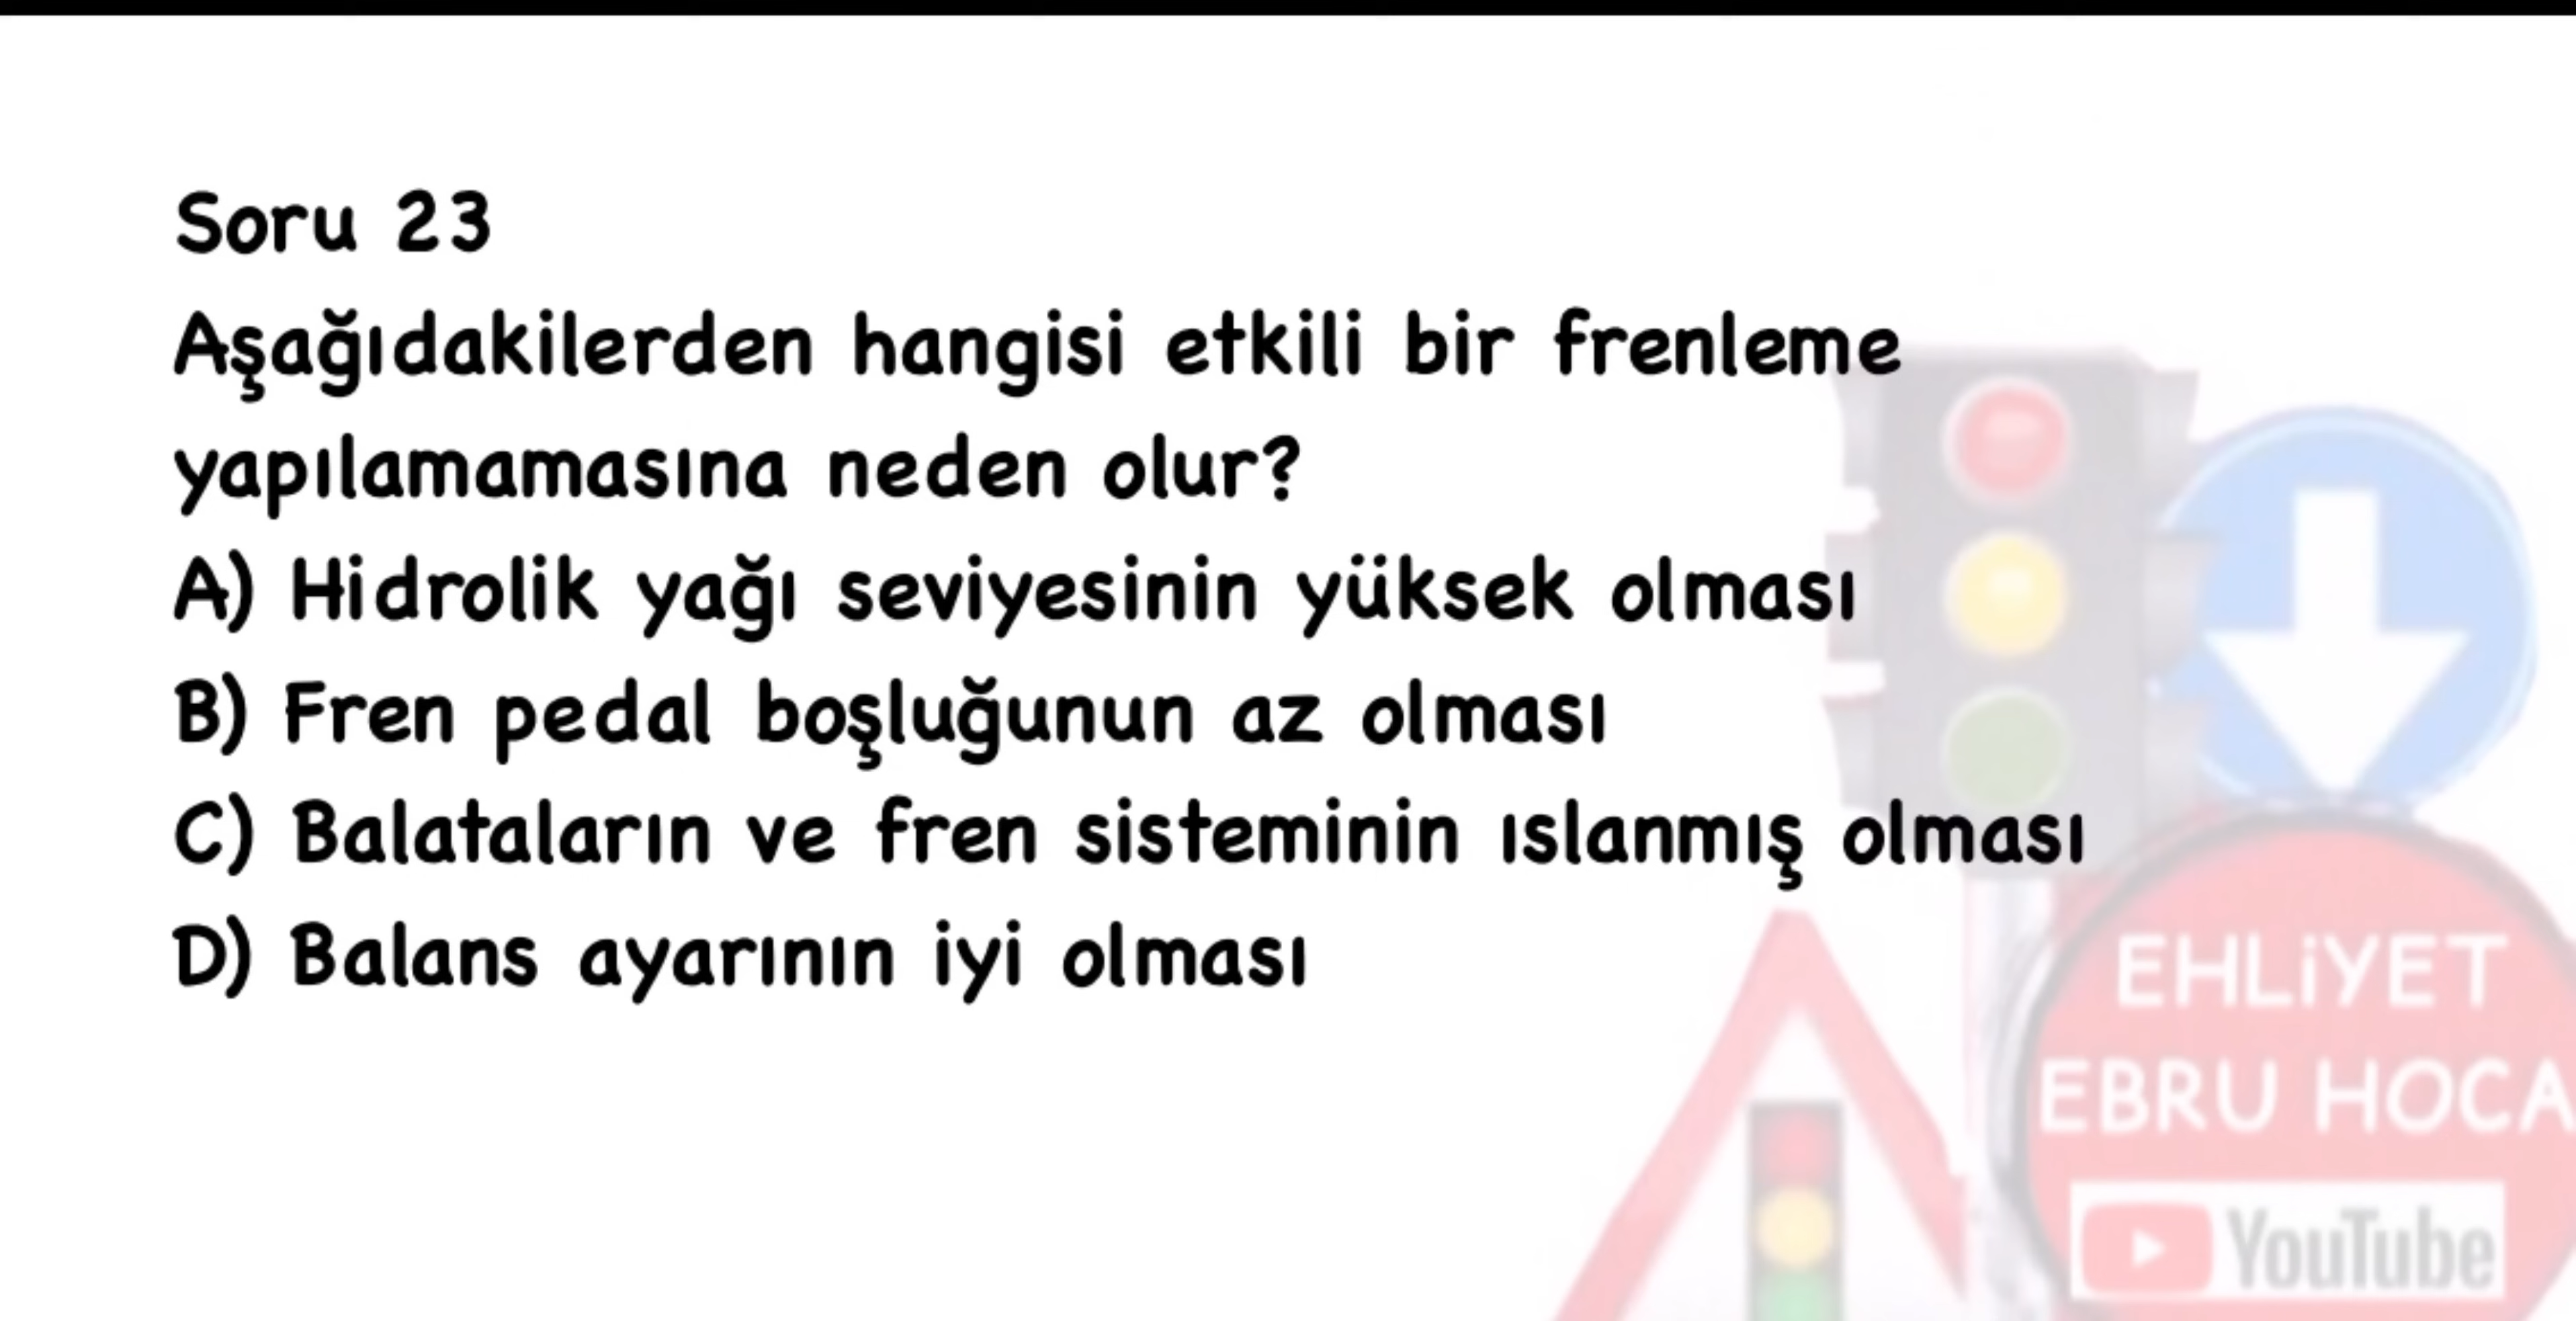 Soru 23
Aşağıdakilerden hangisi etkili bir frenleme
yapılamamasına neden olur?
A) Hidrolik yağı seviyesinin yüksek olması
B) Fren pedal boşluğunun az olması
C) Balataların ve fren sisteminin ıslanmış olması
D) Balans ayarının iyi olması
EHLİYET
EBRU HOCA
YouTube